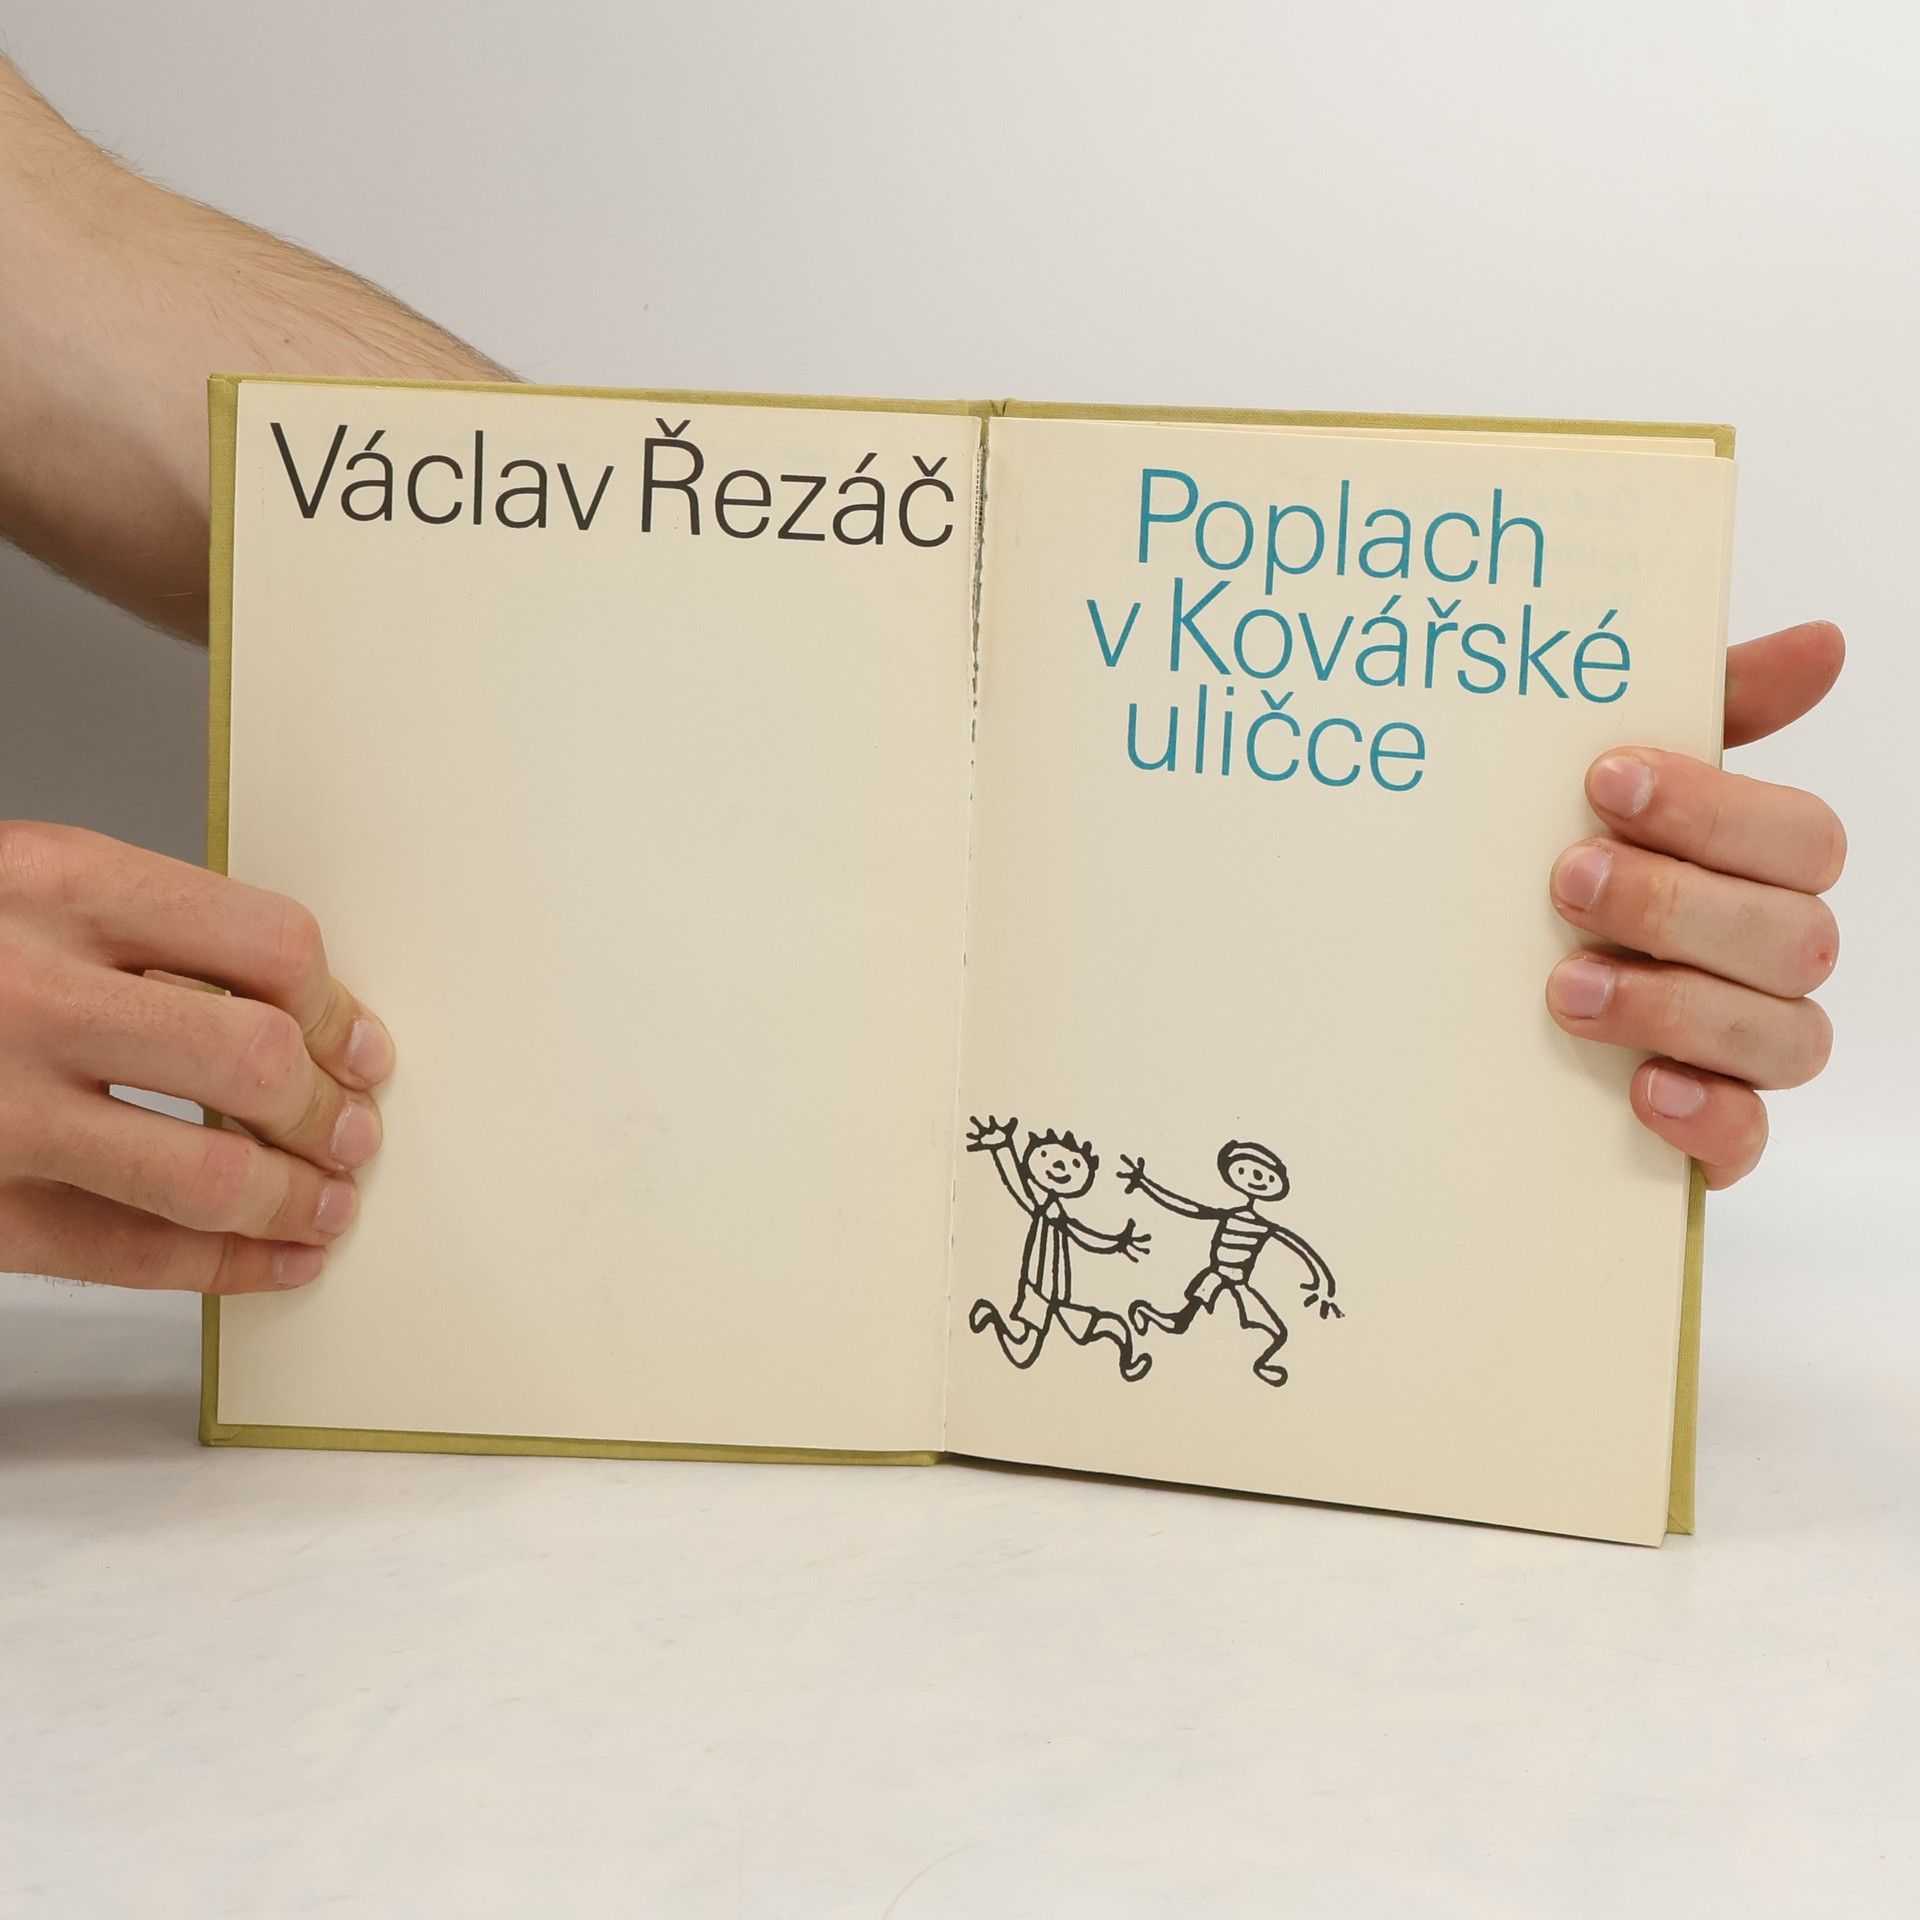 Václav Řezáč
Poplach
v Kovářské
uličce